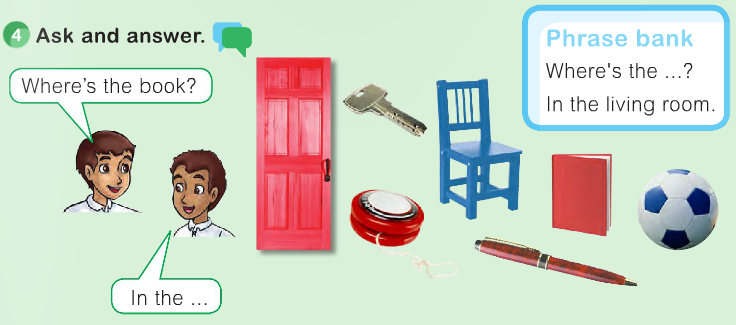 4 Ask and answer.
Where's the book?
In the ...
Phrase bank
Where's the ...?
In the living room.